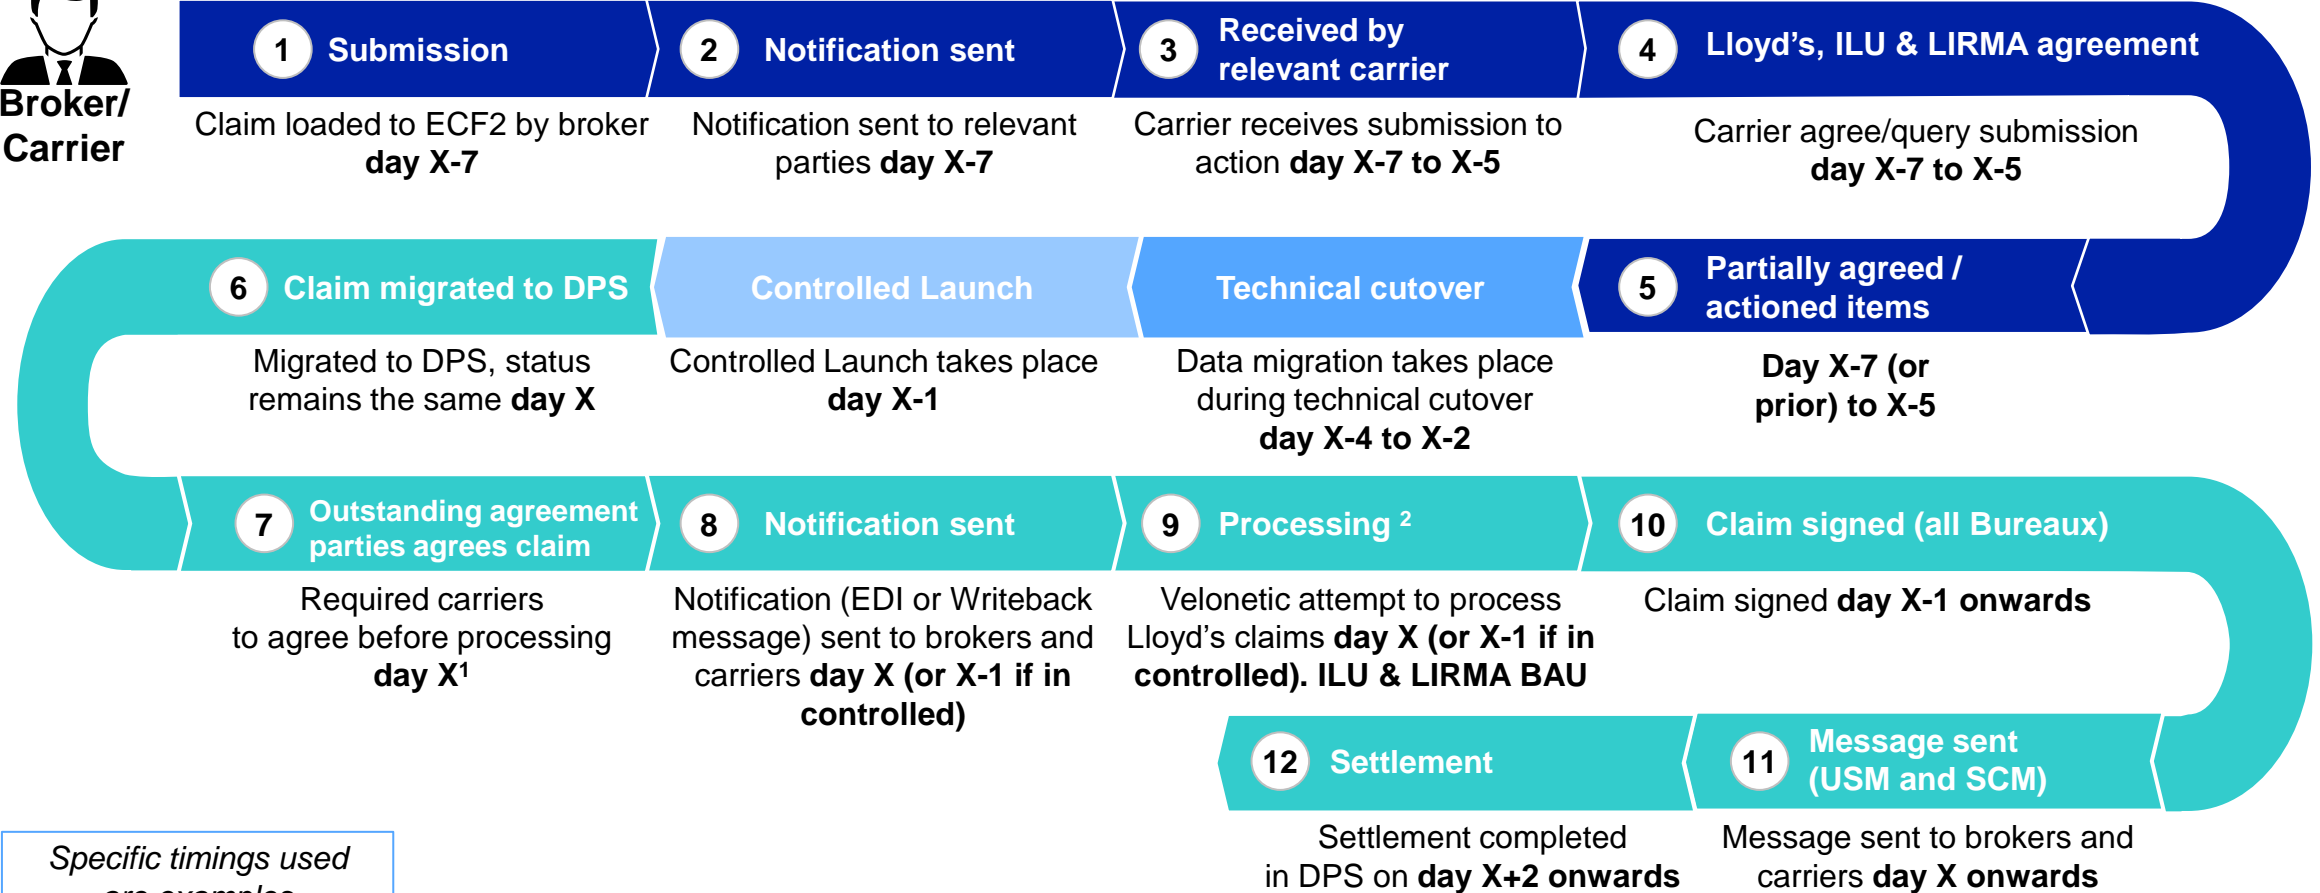 Broker/
Carrier
1 Submission
2 Notification sent
3 Received by
relevant carrier
4 Lloyd's, ILU & LIRMA agreement
Claim loaded to ECF2 by broker
day X-7
Notification sent to relevant
parties day X-7
Carrier receives submission to
action day X-7 to X-5
Carrier agree/query submission
day X-7 to X-5
6 Claim migrated to DPS
Controlled Launch
Technical cutover
5 Partially agreed /
actioned items
Migrated to DPS, status
remains the same day X
Controlled Launch takes place
day X-1
Data migration takes place
during technical cutover
day X-4 to X-2
Day X-7 (or
prior) to X-5
7 Outstanding agreement
parties agrees claim
8 Notification sent
9 Processing ²
10 Claim signed (all Bureaux)
Required carriers
to agree before processing
day X¹
Notification (EDI or Writeback
message) sent to brokers and
carriers day X (or X-1 if in
controlled)
Velonetic attempt to process
Lloyd's claims day X (or X-1 if in
controlled). ILU & LIRMA BAU
Claim signed day X-1 onwards
12 Settlement
11 Message sent
(USM and SCM)
Settlement completed
in DPS on day X+2 onwards
Message sent to brokers and
carriers day X onwards
Specific timings used
are examples